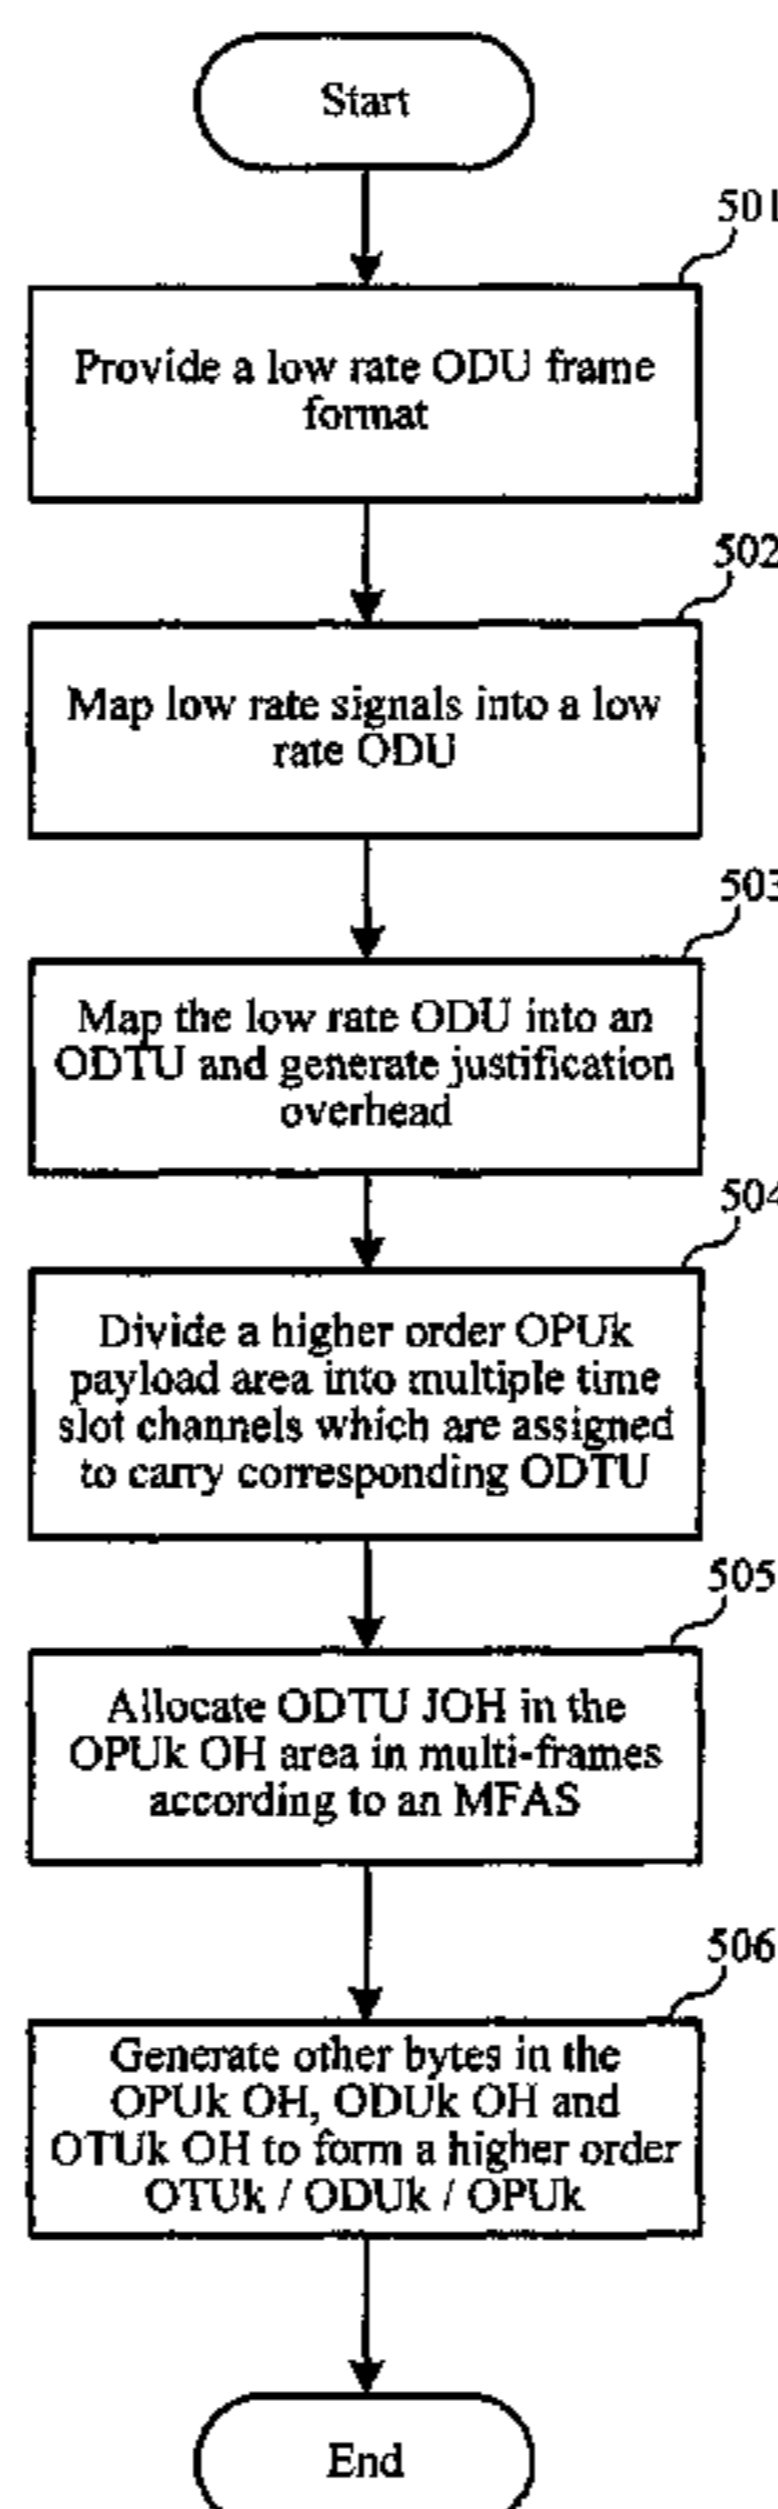 Start
501
Provide a low rate ODU frame
format
502
Map low rate signals into a low
rate ODU
503
Map the low rate ODU into an
ODTU and generate justification
overhead
504
Divide a higher order OPUk
payload area into multiple time
slot channels which are assigned
to carry corresponding ODTU
505
Allocate ODTU JOH in the
OPUk OH area in multi-frames
according to an MFAS
506
Generate other bytes in the
OPUk OH, ODUk OH and
OTUk OH to form a higher order
OTUk / ODUk / OPUk
End